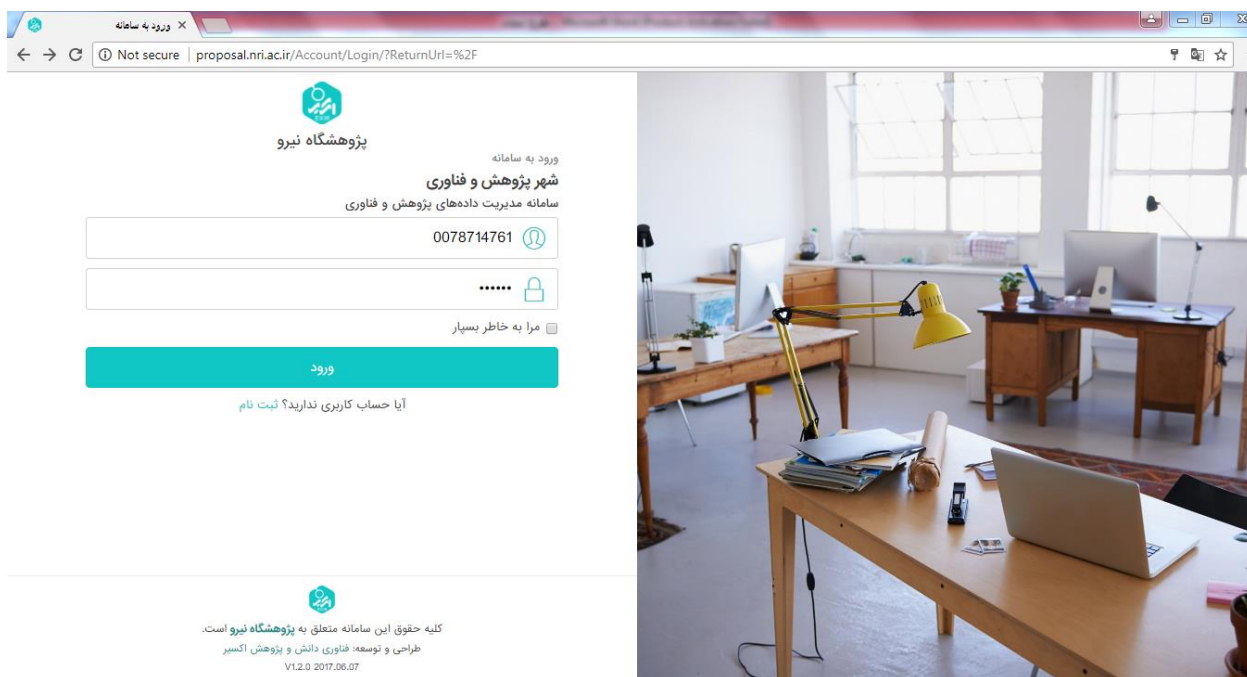 ورود به سامانه
Not secure | proposal.nri.ac.ir/Account/Login/?ReturnUrl=%2F
پژوهشگاه نیرو
ورود به سامانه
شهر پژوهش و فناوری
سامانه مدیریت داده‌های پژوهش و فناوری
0078714761
••••••
مرا به خاطر بسپار
ورود
آیا حساب کاربری ندارید؟ ثبت نام
کلیه حقوق این سامانه متعلق به پژوهشگاه نیرو است.
طراحی و توسعه: فناوری دانش و پژوهش اکسیر
V1.2.0 2017.06.07